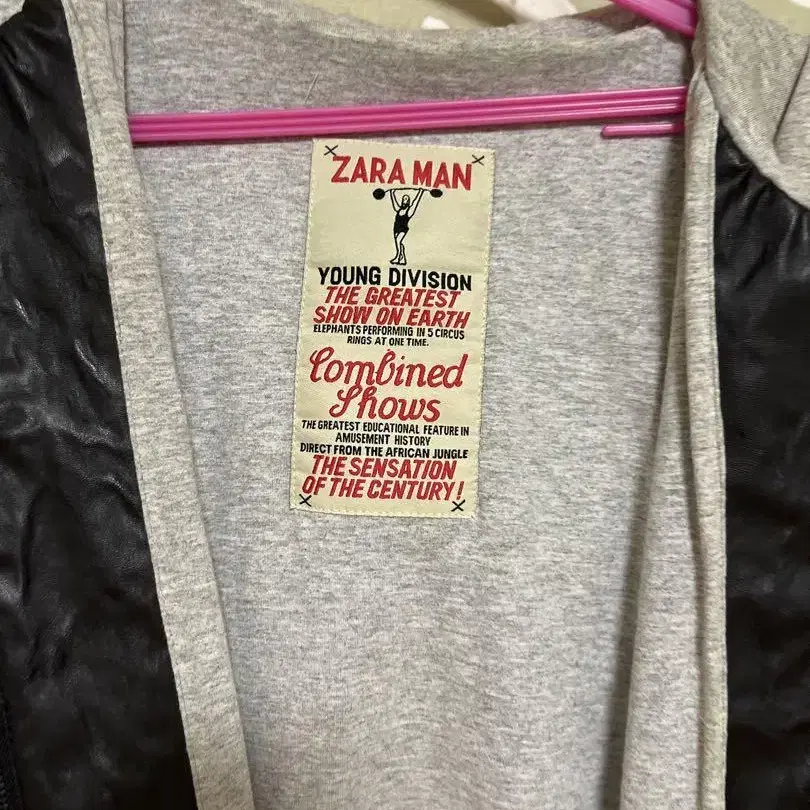 ZARA MAN
YOUNG DIVISION
THE GREATEST
SHOW ON EARTH
ELEPHANTS PERFORMING IN 5 CIRCUS
RINGS AT ONE TIME.
Combined
Shows
THE GREATEST EDUCATIONAL FEATURE IN
AMUSEMENT HISTORY
DIRECT FROM THE AFRICAN JUNGLE
THE SENSATION
OF THE CENTURY!